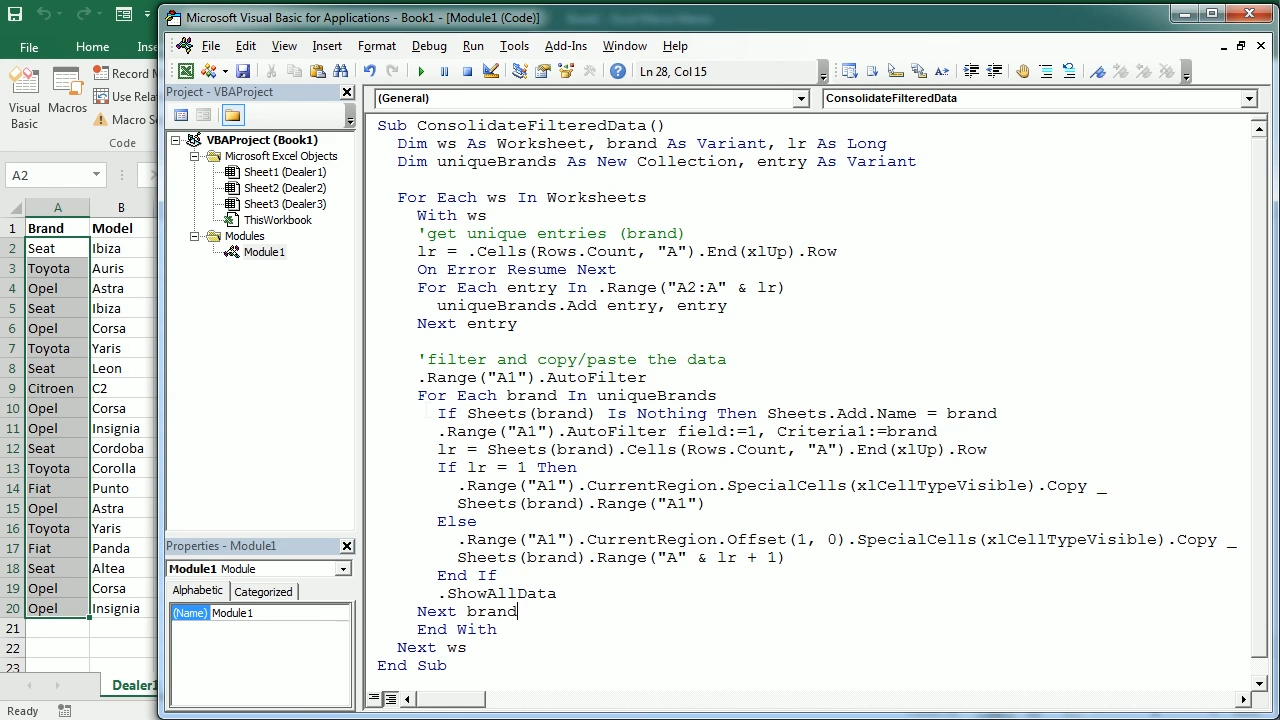 Microsoft Visual Basic for Applications - Book1 - [Module1 (Code)]
File Home Inse
File Edit View Insert Format Debug Run Tools Add-Ins Window Help
Ln 28, Col 15
Visual Basic
Macros
Record M
Use Rela
Macro Se
Code
Project - VBAProject
(General)
ConsolidateFilteredData
VBAProject (Book1)
Microsoft Excel Objects
Sheet1 (Dealer1)
Sheet2 (Dealer2)
Sheet3 (Dealer3)
ThisWorkbook
Modules
Module1
A2
A B
1 Brand Model
2 Seat Ibiza
3 Toyota Auris
4 Opel Astra
5 Seat Ibiza
6 Opel Corsa
7 Toyota Yaris
8 Seat Leon
9 Citroen C2
10 Opel Corsa
11 Opel Insignia
12 Seat Cordoba
13 Toyota Corolla
14 Fiat Punto
15 Opel Astra
16 Toyota Yaris
17 Fiat Panda
18 Seat Altea
19 Opel Corsa
20 Opel Insignia
21
22
23
Dealer1
Ready
Properties - Module1
Module1 Module
Alphabetic Categorized
(Name) Module1
Sub ConsolidateFilteredData()
Dim ws As Worksheet, brand As Variant, lr As Long
Dim uniqueBrands As New Collection, entry As Variant
For Each ws In Worksheets
With ws
'get unique entries (brand)
lr = .Cells(Rows.Count, "A").End(xlUp).Row
On Error Resume Next
For Each entry In .Range("A2:A" & lr)
uniqueBrands.Add entry, entry
Next entry
'filter and copy/paste the data
.Range("A1").AutoFilter
For Each brand In uniqueBrands
If Sheets(brand) Is Nothing Then Sheets.Add.Name = brand
.Range("A1").AutoFilter field:=1, Criteria1:=brand
lr = Sheets(brand).Cells(Rows.Count, "A").End(xlUp).Row
If lr = 1 Then
.Range("A1").CurrentRegion.SpecialCells(xlCellTypeVisible).Copy _
Sheets(brand).Range("A1")
Else
.Range("A1").CurrentRegion.Offset(1, 0).SpecialCells(xlCellTypeVisible).Copy _
Sheets(brand).Range("A" & lr + 1)
End If
.ShowAllData
Next brand
End With
Next ws
End Sub